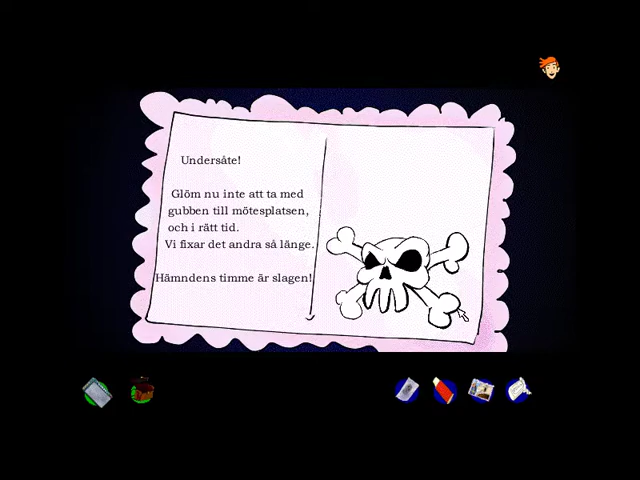 Undersåte!
Glöm nu inte att ta med
gubben till mötesplatsen,
och i rätt tid.
Vi fixar det andra så länge.
Hämndens timme är slagen!